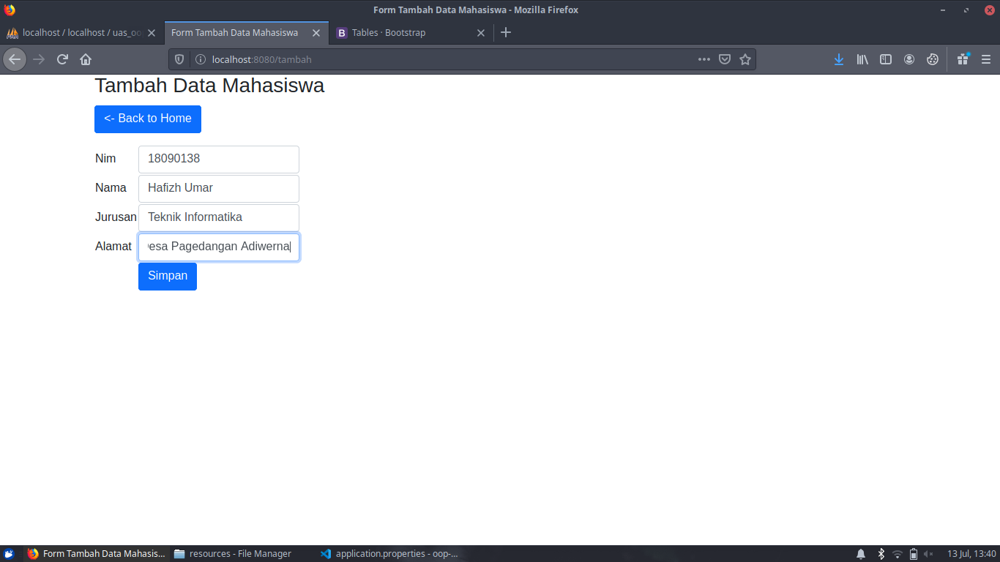 Form Tambah Data Mahasiswa - Mozilla Firefox
localhost / localhost / uas_oo
Form Tambah Data Mahasiswa
Tables · Bootstrap
localhost:8080/tambah
Tambah Data Mahasiswa
<- Back to Home
Nim 18090138
Nama Hafizh Umar
Jurusan Teknik Informatika
Alamat esa Pagedangan Adiwerna
Simpan
Form Tambah Data Mahasis... resources - File Manager application.properties - oop-... 13 Jul, 13:40